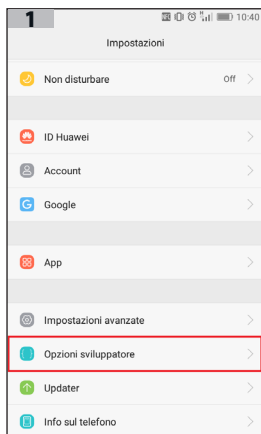 1
10:40
Impostazioni
Non disturbare Off
ID Huawei
Account
Google
App
Impostazioni avanzate
Opzioni sviluppatore
Updater
Info sul telefono